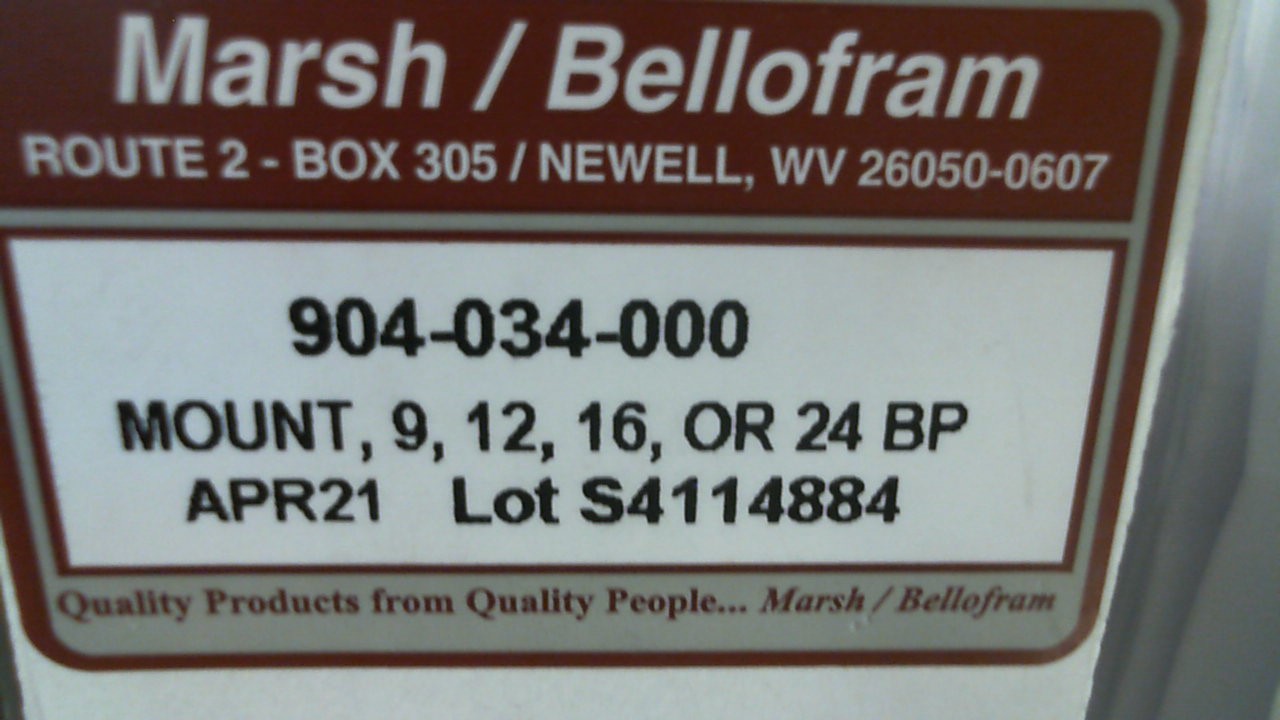 Marsh / Bellofram
ROUTE 2 - BOX 305 / NEWELL, WV 26050-0607
904-034-000
MOUNT, 9, 12, 16, OR 24 BP
APR21 Lot S4114884
Quality Products from Quality People... Marsh / Bellofram